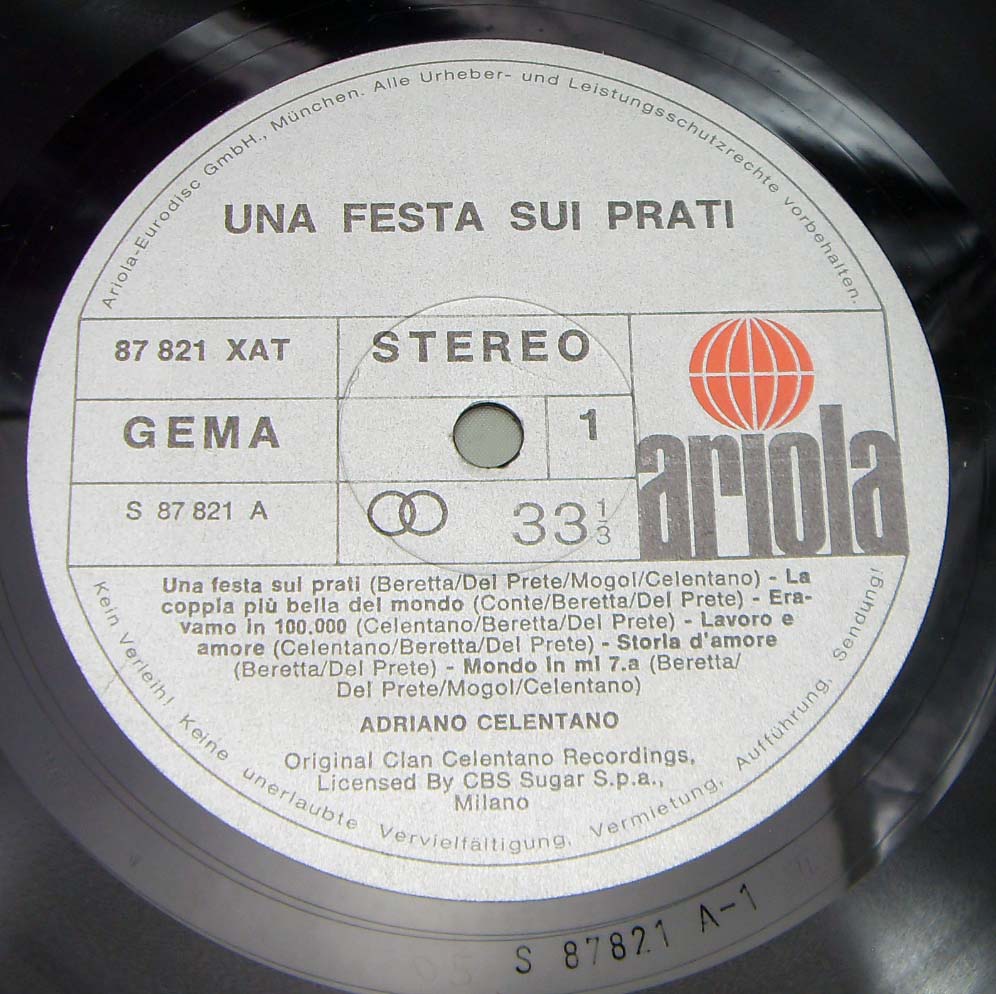 Ariola-Eurodisc GmbH., München. Alle Urheber- und Leistungsschutzrechte vorbehalten.
UNA FESTA SUI PRATI
87 821 XAT
STEREO
GEMA
1
S 87 821 A
33 1/3
ariola
Una festa sui prati (Beretta/Del Prete/Mogol/Celentano) - La
coppia più bella del mondo (Conte/Beretta/Del Prete) - Era-
vamo in 100.000 (Celentano/Beretta/Del Prete) - Lavoro e
amore (Celentano/Beretta/Del Prete) - Storia d'amore
(Beretta/Del Prete) - Mondo in mi 7.a (Beretta/
Del Prete/Mogol/Celentano)
ADRIANO CELENTANO
Original Clan Celentano Recordings,
Licensed By CBS Sugar S.p.a.,
Milano
Kein Verleih! Keine unerlaubte Vervielfältigung, Vermietung, Aufführung, Sendung!
S 87821 A-1